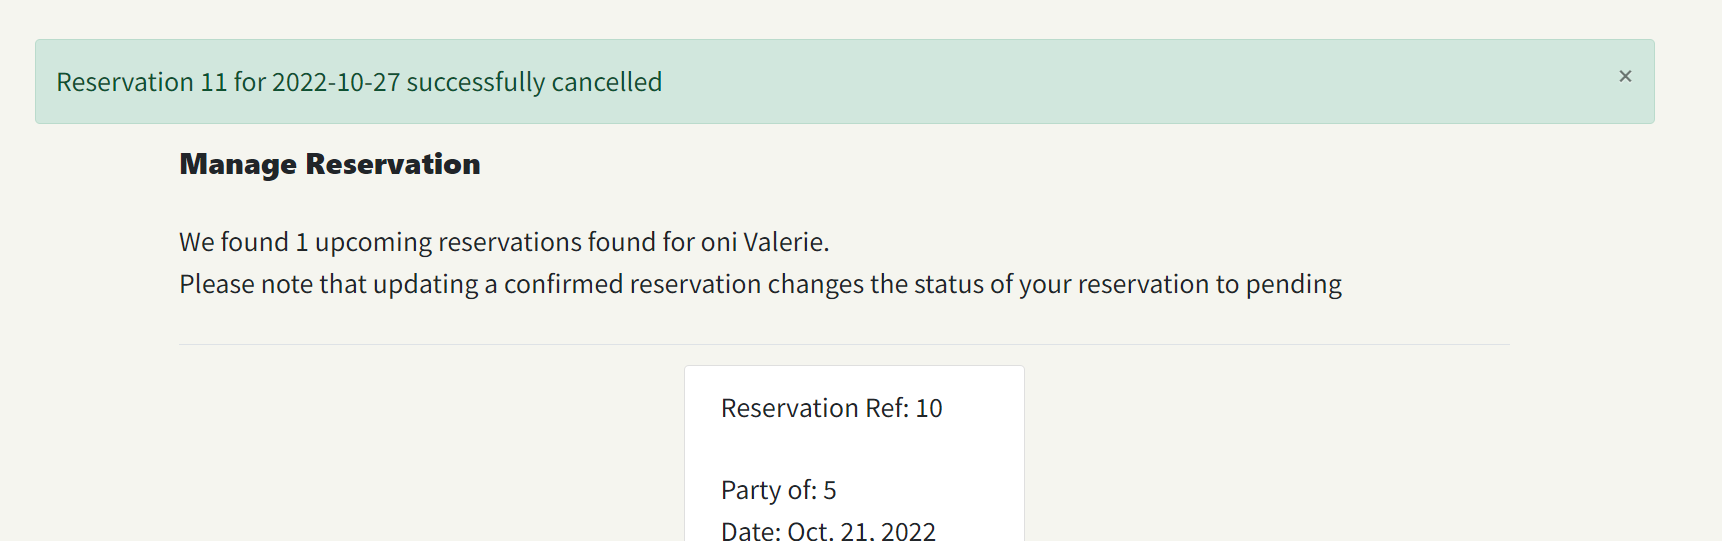 Reservation 11 for 2022-10-27 successfully cancelled
×
Manage Reservation
We found 1 upcoming reservations found for oni Valerie.
Please note that updating a confirmed reservation changes the status of your reservation to pending
Reservation Ref: 10
Party of: 5
Date: Oct. 21, 2022